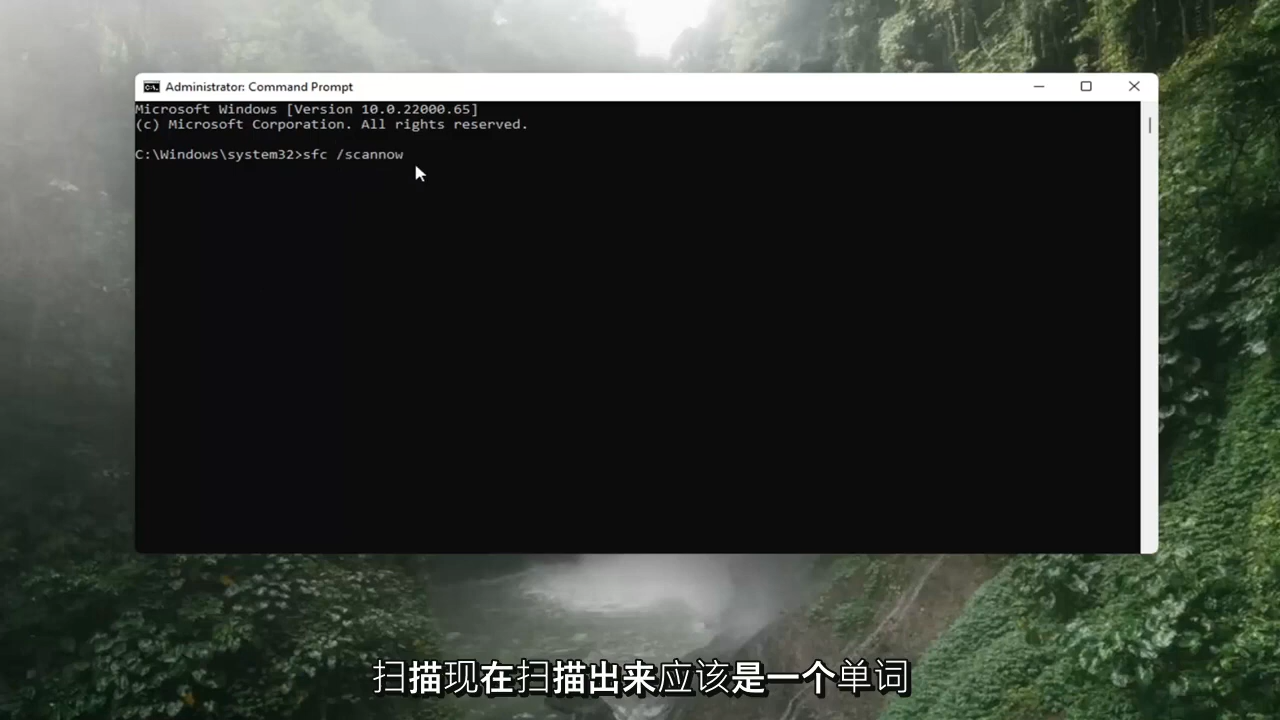 Administrator: Command Prompt
Microsoft Windows [Version 10.0.22000.65]
(c) Microsoft Corporation. All rights reserved.
C:\Windows\system32>sfc /scannow
扫描现在扫描出来应该是一个单词